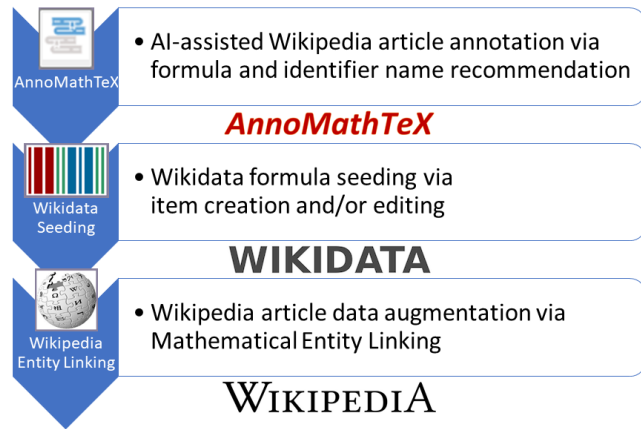 AnnoMathTeX
• AI-assisted Wikipedia article annotation via
formula and identifier name recommendation
AnnoMathTeX
Wikidata
Seeding
• Wikidata formula seeding via
item creation and/or editing
WIKIDATA
Wikipedia
Entity Linking
• Wikipedia article data augmentation via
Mathematical Entity Linking
WIKIPEDIA